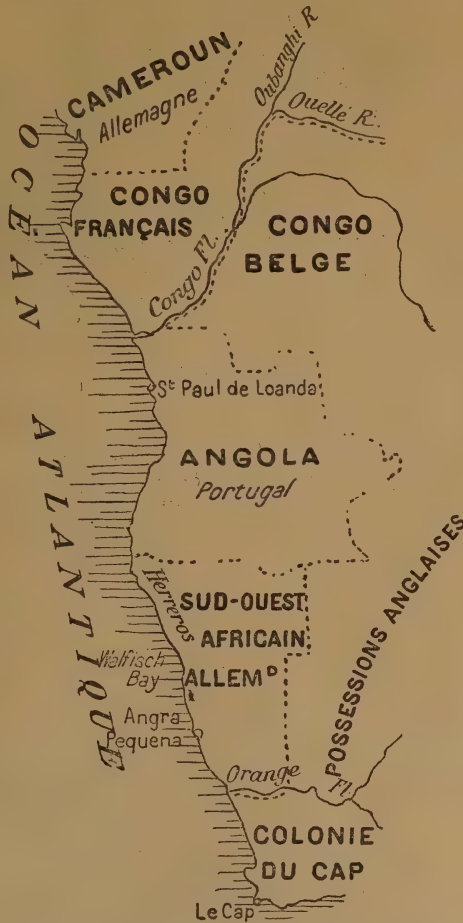 CAMEROUN
Allemagne
Oubanghi R
Ouellé R.
OCEAN ATLANTIQUE
CONGO
FRANÇAIS
CONGO
BELGE
Congo Fl.
St Paul de Loanda
ANGOLA
Portugal
Herreros
SUD-OUEST
AFRICAIN
ALLEMD
Walfisch
Bay
Angra
Pequena
POSSESSIONS ANGLAISES
Orange Fl.
COLONIE
DU CAP
Le Cap